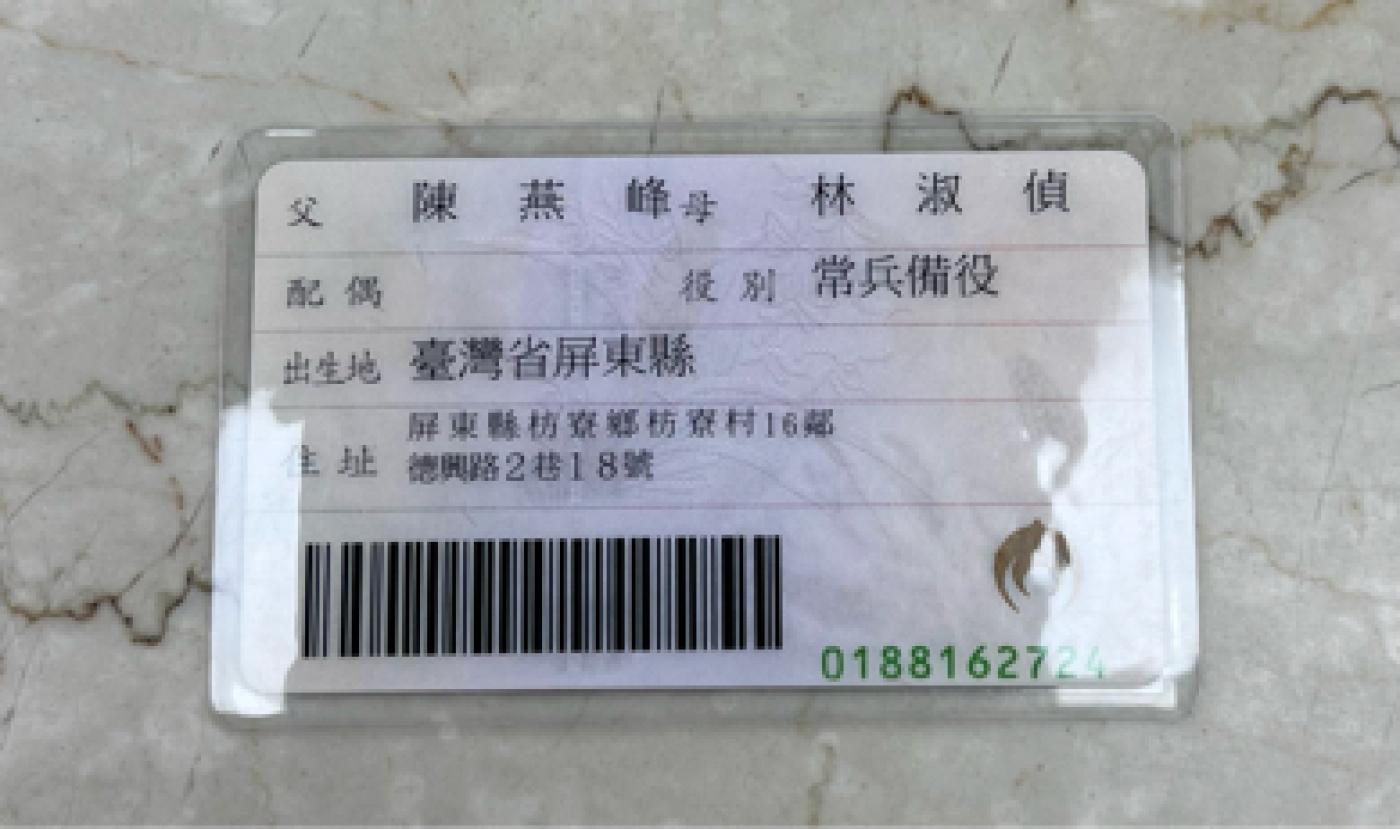 父 陳燕峰 母 林淑偵
配偶 役別 常兵備役
出生地 臺灣省屏東縣
住址 屏東縣枋寮鄉枋寮村16鄰
德興路2巷18號
0188162724